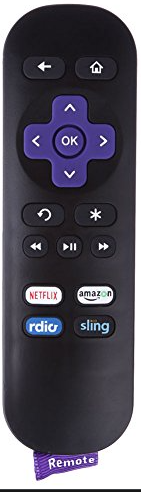 OK
NETFLIX
amazon
rdio
sling
Remote